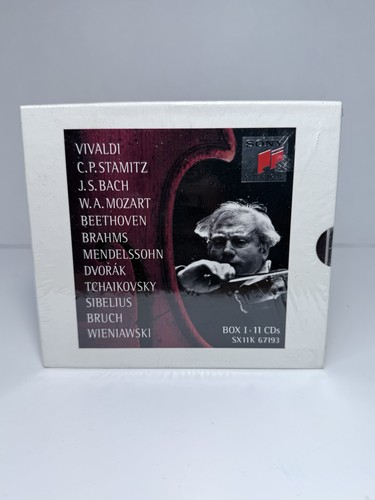 SONY
VIVALDI
C.P.STAMITZ
J.S.BACH
W.A.MOZART
BEETHOVEN
BRAHMS
MENDELSSOHN
DVOŘÁK
TCHAIKOVSKY
SIBELIUS
BRUCH
WIENIAWSKI
BOX I · 11 CDs
SX11K 67193